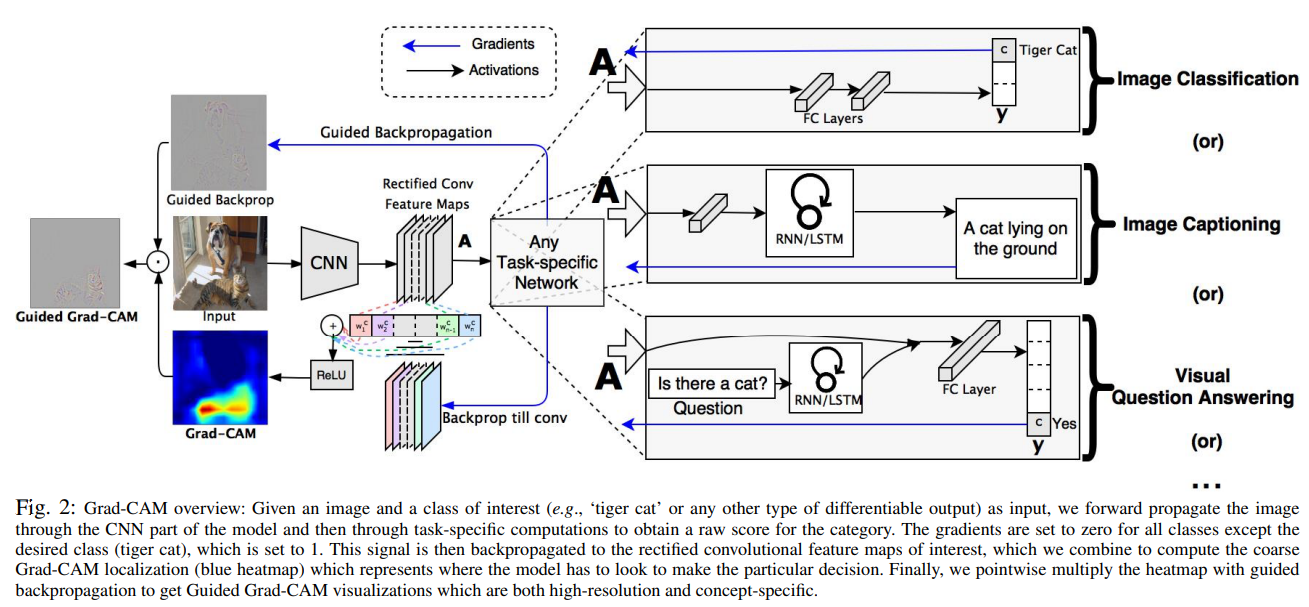 Gradients
Activations
A
c Tiger Cat
FC Layers
y
Image Classification
(or)
Guided Backpropagation
Guided Backprop
Rectified Conv
Feature Maps
A
A
RNN/LSTM
A cat lying on
the ground
Image Captioning
(or)
CNN
Any
Task-specific
Network
Input
Guided Grad-CAM
+
w₁ᶜ w₂ᶜ wₙ₋₁ᶜ wₙᶜ
ReLU
Grad-CAM
Backprop till conv
A
Is there a cat?
Question
RNN/LSTM
FC Layer
c Yes
y
Visual
Question Answering
(or)
...
Fig. 2: Grad-CAM overview: Given an image and a class of interest (e.g., ‘tiger cat’ or any other type of differentiable output) as input, we forward propagate the image
through the CNN part of the model and then through task-specific computations to obtain a raw score for the category. The gradients are set to zero for all classes except the
desired class (tiger cat), which is set to 1. This signal is then backpropagated to the rectified convolutional feature maps of interest, which we combine to compute the coarse
Grad-CAM localization (blue heatmap) which represents where the model has to look to make the particular decision. Finally, we pointwise multiply the heatmap with guided
backpropagation to get Guided Grad-CAM visualizations which are both high-resolution and concept-specific.